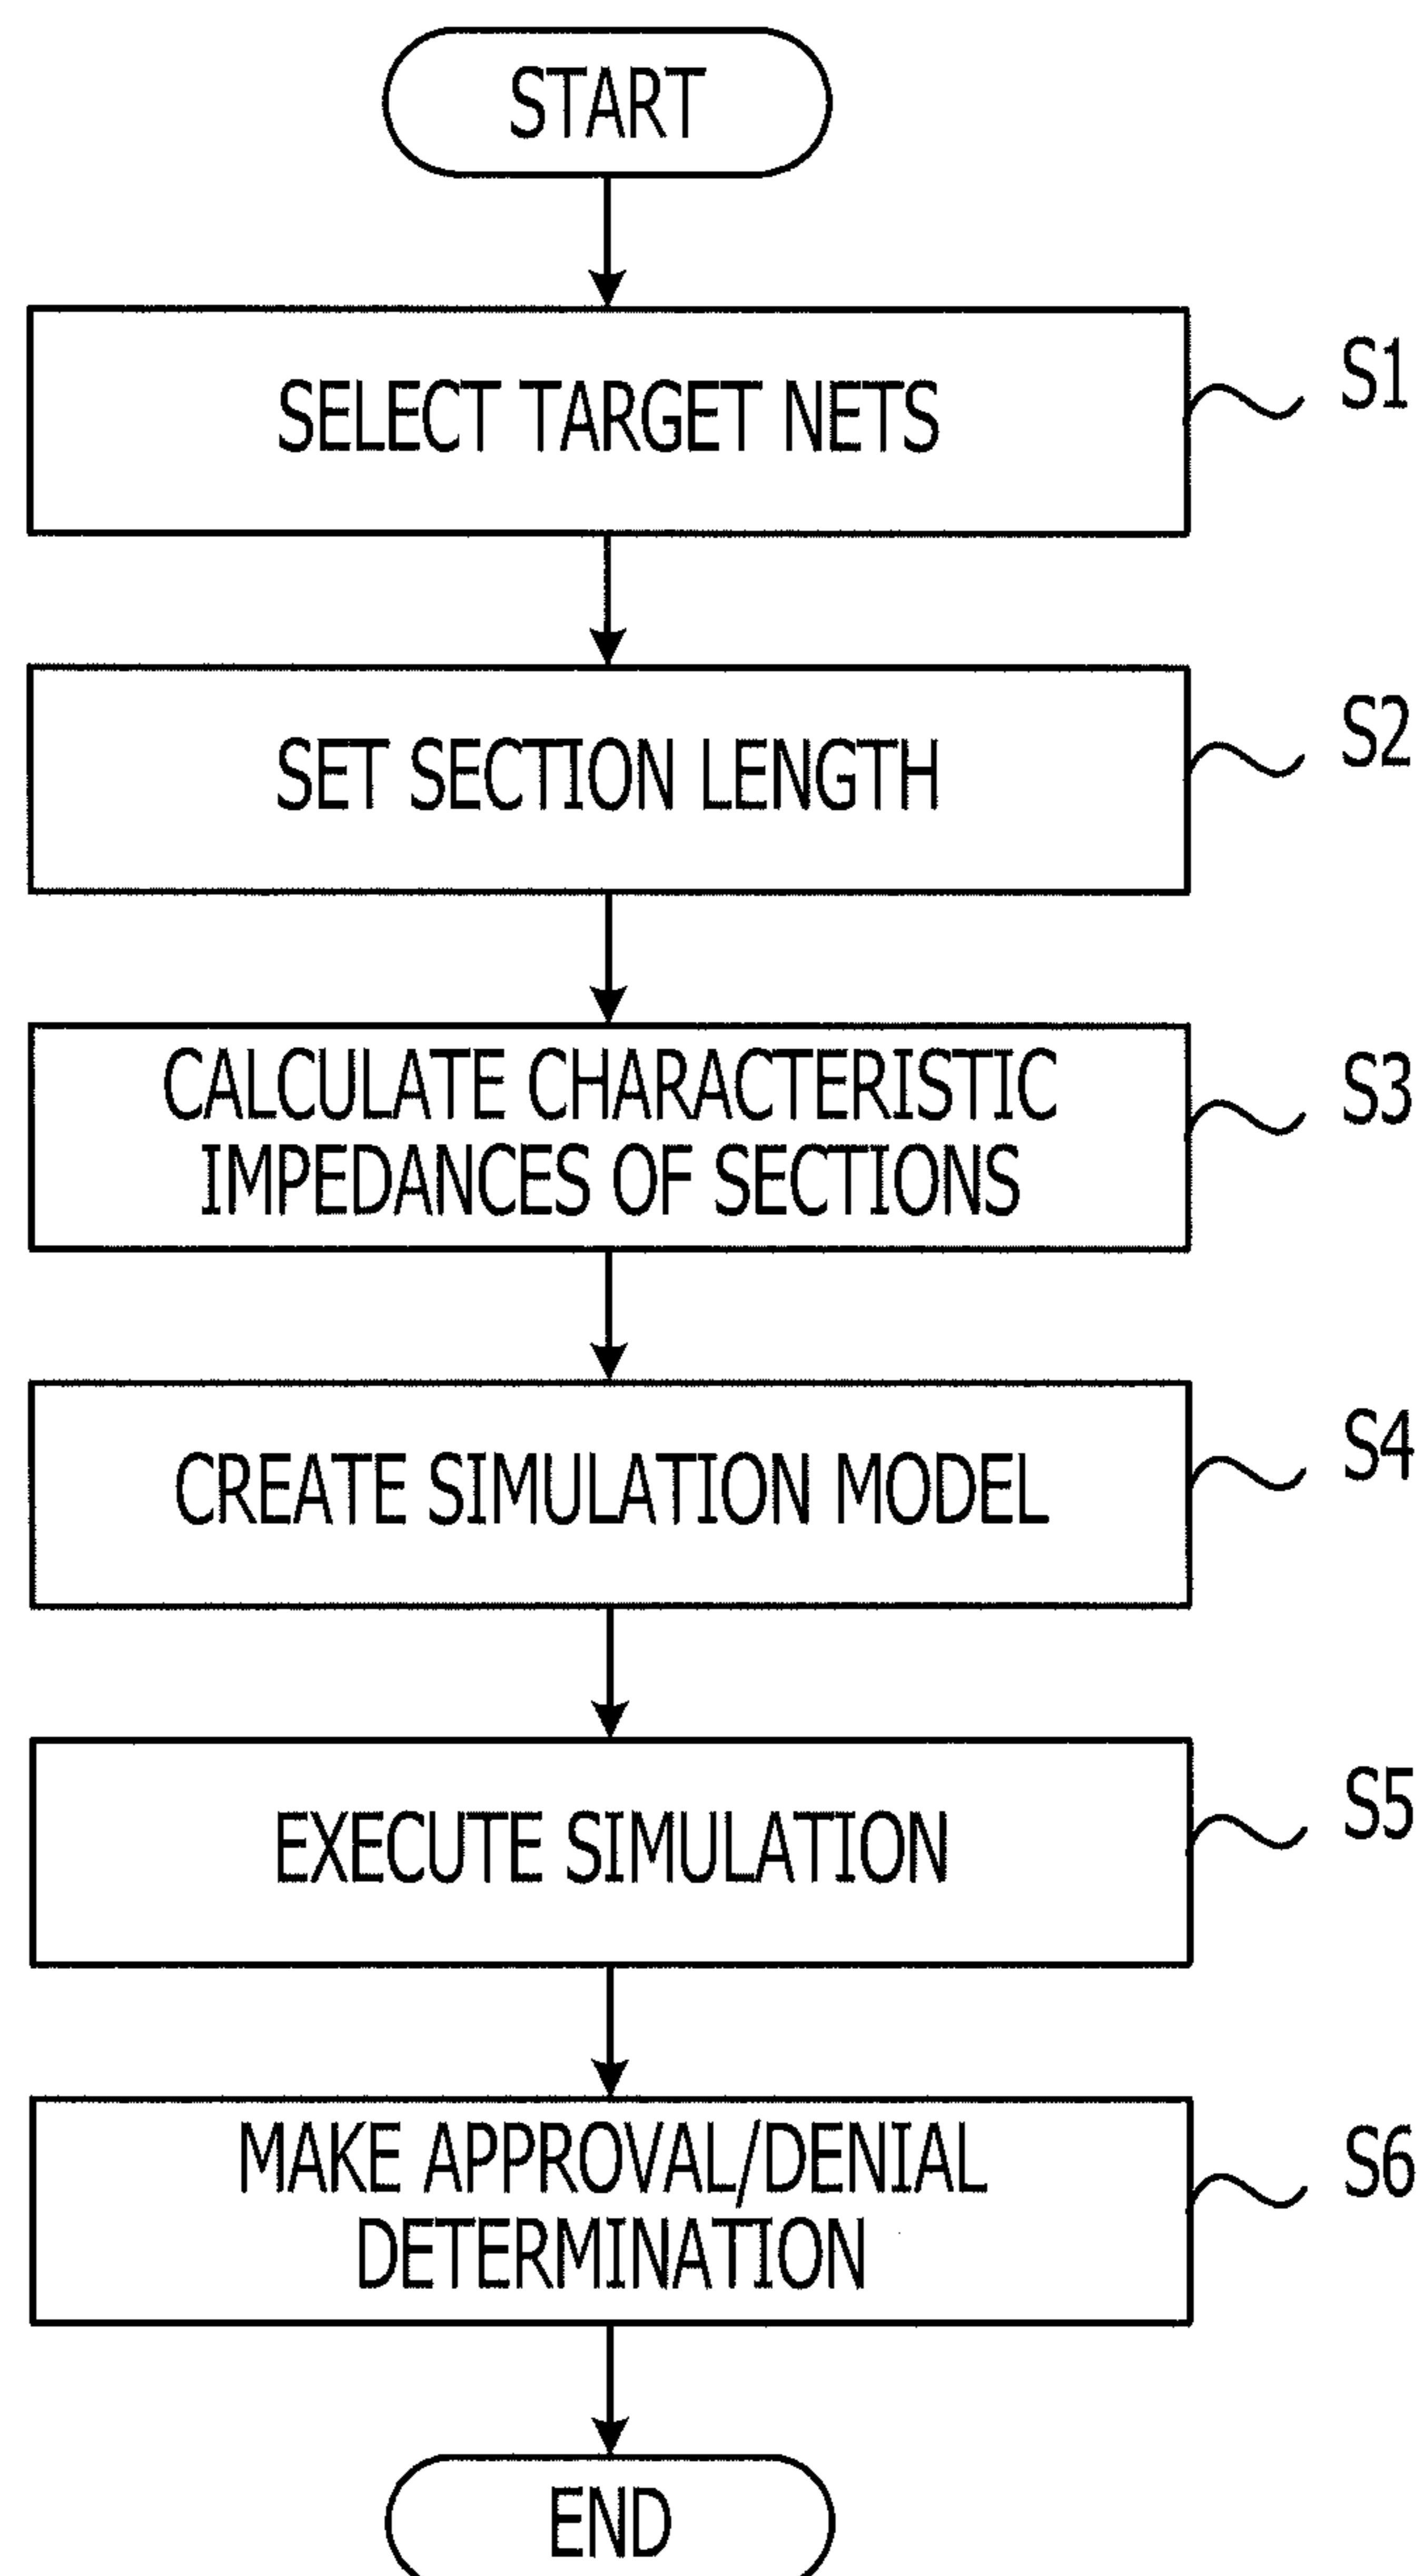 START
SELECT TARGET NETS
S1
SET SECTION LENGTH
S2
CALCULATE CHARACTERISTIC
IMPEDANCES OF SECTIONS
S3
CREATE SIMULATION MODEL
S4
EXECUTE SIMULATION
S5
MAKE APPROVAL/DENIAL
DETERMINATION
S6
END